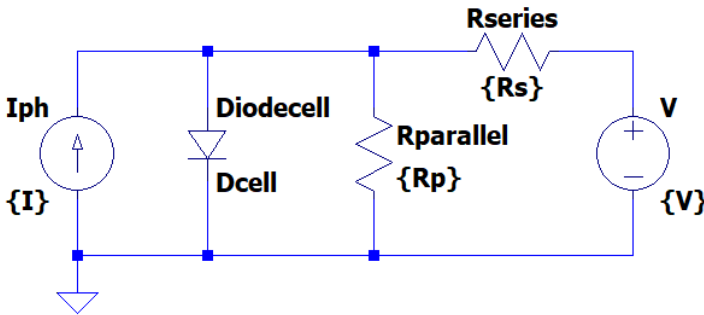 Rseries
{Rs}
Iph
Diodecell
V
Rparallel
{Rp}
Dcell
{I}
{V}